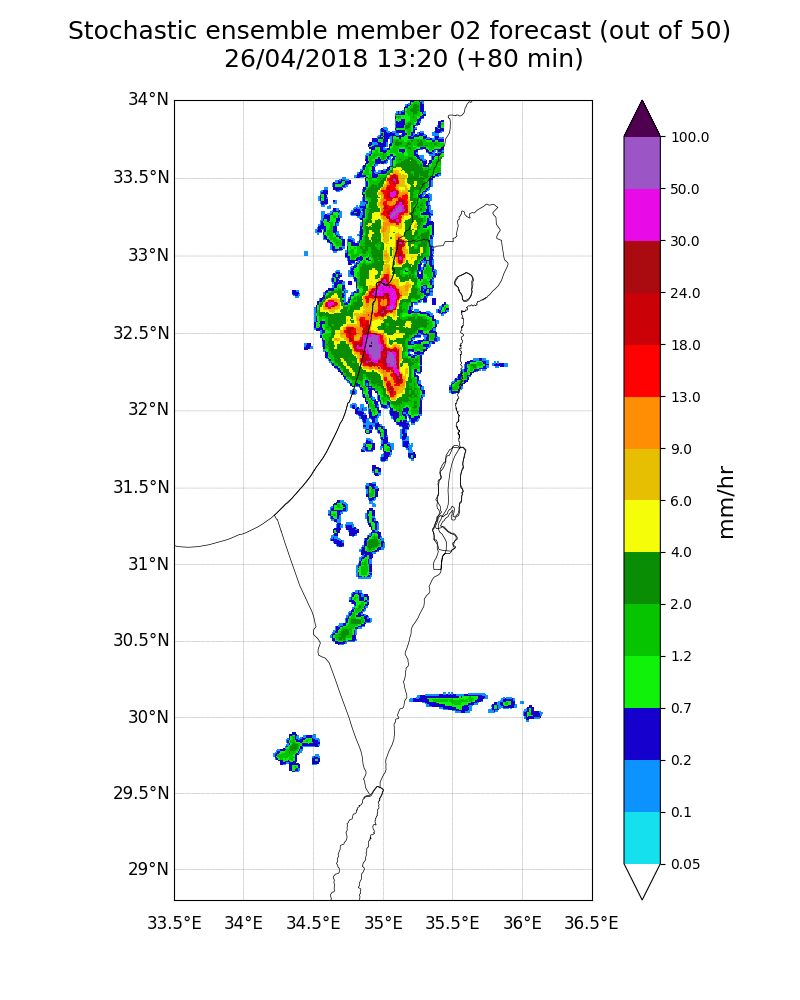 Stochastic ensemble member 02 forecast (out of 50)
26/04/2018 13:20 (+80 min)
34°N
33.5°N
33°N
32.5°N
32°N
31.5°N
31°N
30.5°N
30°N
29.5°N
29°N
33.5°E
34°E
34.5°E
35°E
35.5°E
36°E
36.5°E
100.0
50.0
30.0
24.0
18.0
13.0
9.0
6.0
4.0
2.0
1.2
0.7
0.2
0.1
0.05
mm/hr